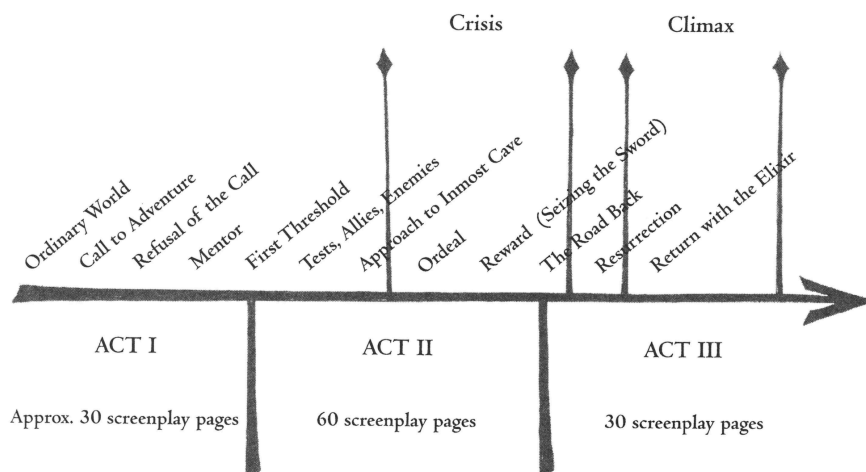 Crisis
Climax
Ordinary World
Call to Adventure
Refusal of the Call
Mentor
First Threshold
Tests, Allies, Enemies
Approach to Inmost Cave
Ordeal
Reward (Seizing the Sword)
The Road Back
Resurrection
Return with the Elixir
ACT I
ACT II
ACT III
Approx. 30 screenplay pages
60 screenplay pages
30 screenplay pages